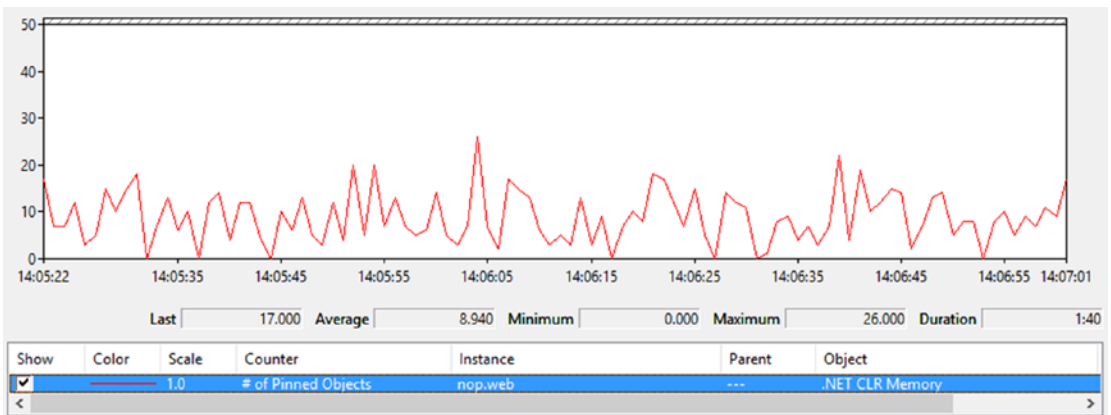 50
40
30
20
10
0
14:05:22 14:05:35 14:05:45 14:05:55 14:06:05 14:06:15 14:06:25 14:06:35 14:06:45 14:06:55 14:07:01
Last 17.000 Average 8.940 Minimum 0.000 Maximum 26.000 Duration 1:40
Show Color Scale Counter Instance Parent Object
1.0 # of Pinned Objects nop.web --- .NET CLR Memory